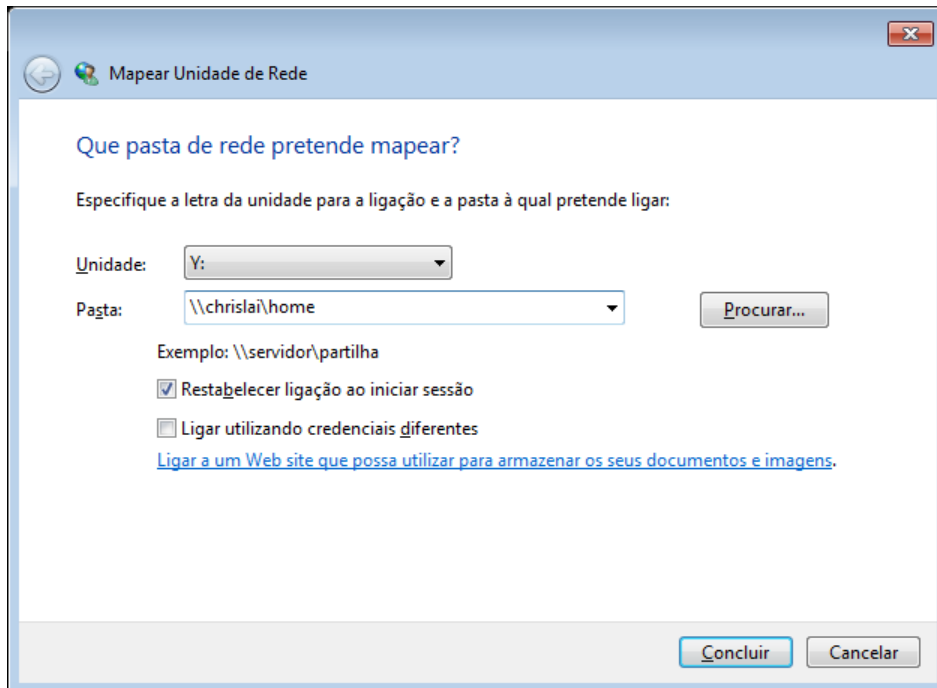 Mapear Unidade de Rede
Que pasta de rede pretende mapear?
Especifique a letra da unidade para a ligação e a pasta à qual pretende ligar:
Unidade: Y:
Pasta: \\chrislai\home Procurar...
Exemplo: \\servidor\partilha
Restabelecer ligação ao iniciar sessão
Ligar utilizando credenciais diferentes
Ligar a um Web site que possa utilizar para armazenar os seus documentos e imagens.
Concluir Cancelar